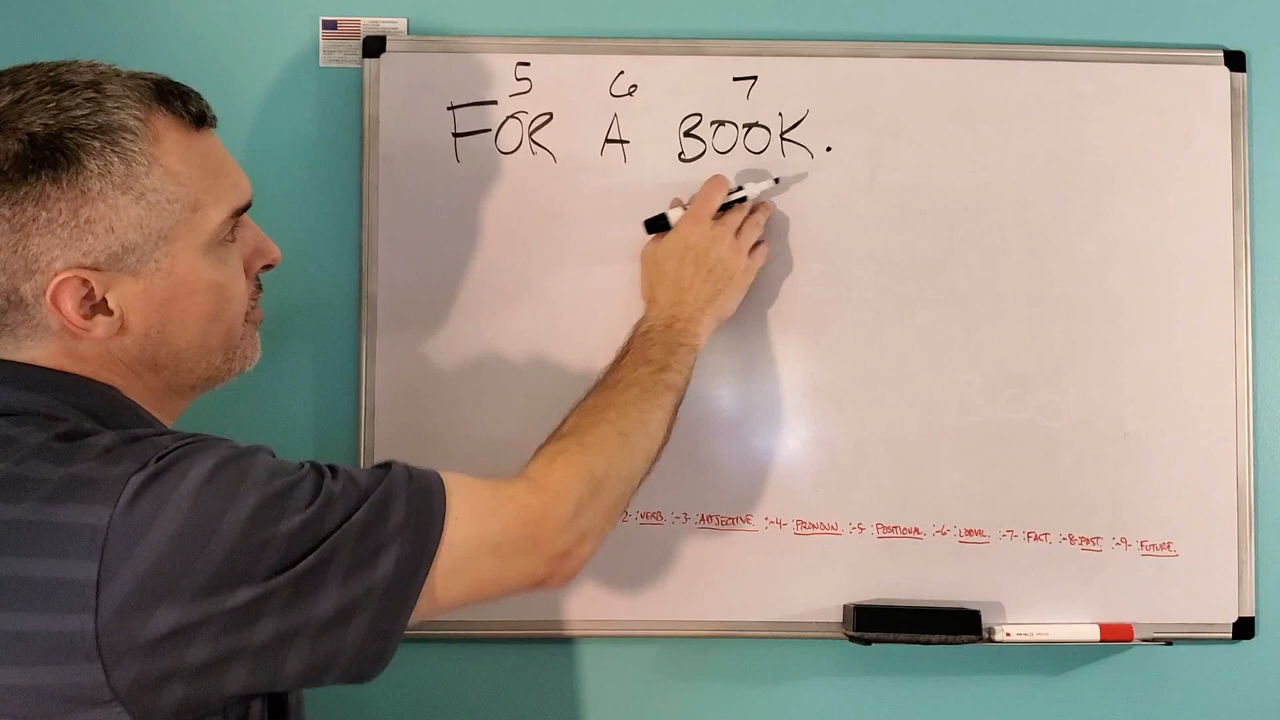 5 6 7
FOR A BOOK.
2- :VERB. :~3- :ADJECTIVE. :~4- :PRONOUN. :~5- :POSITIONAL. :~6- :LODIAL. :~7- :FACT. :~8- :PAST. :~9- :FUTURE.